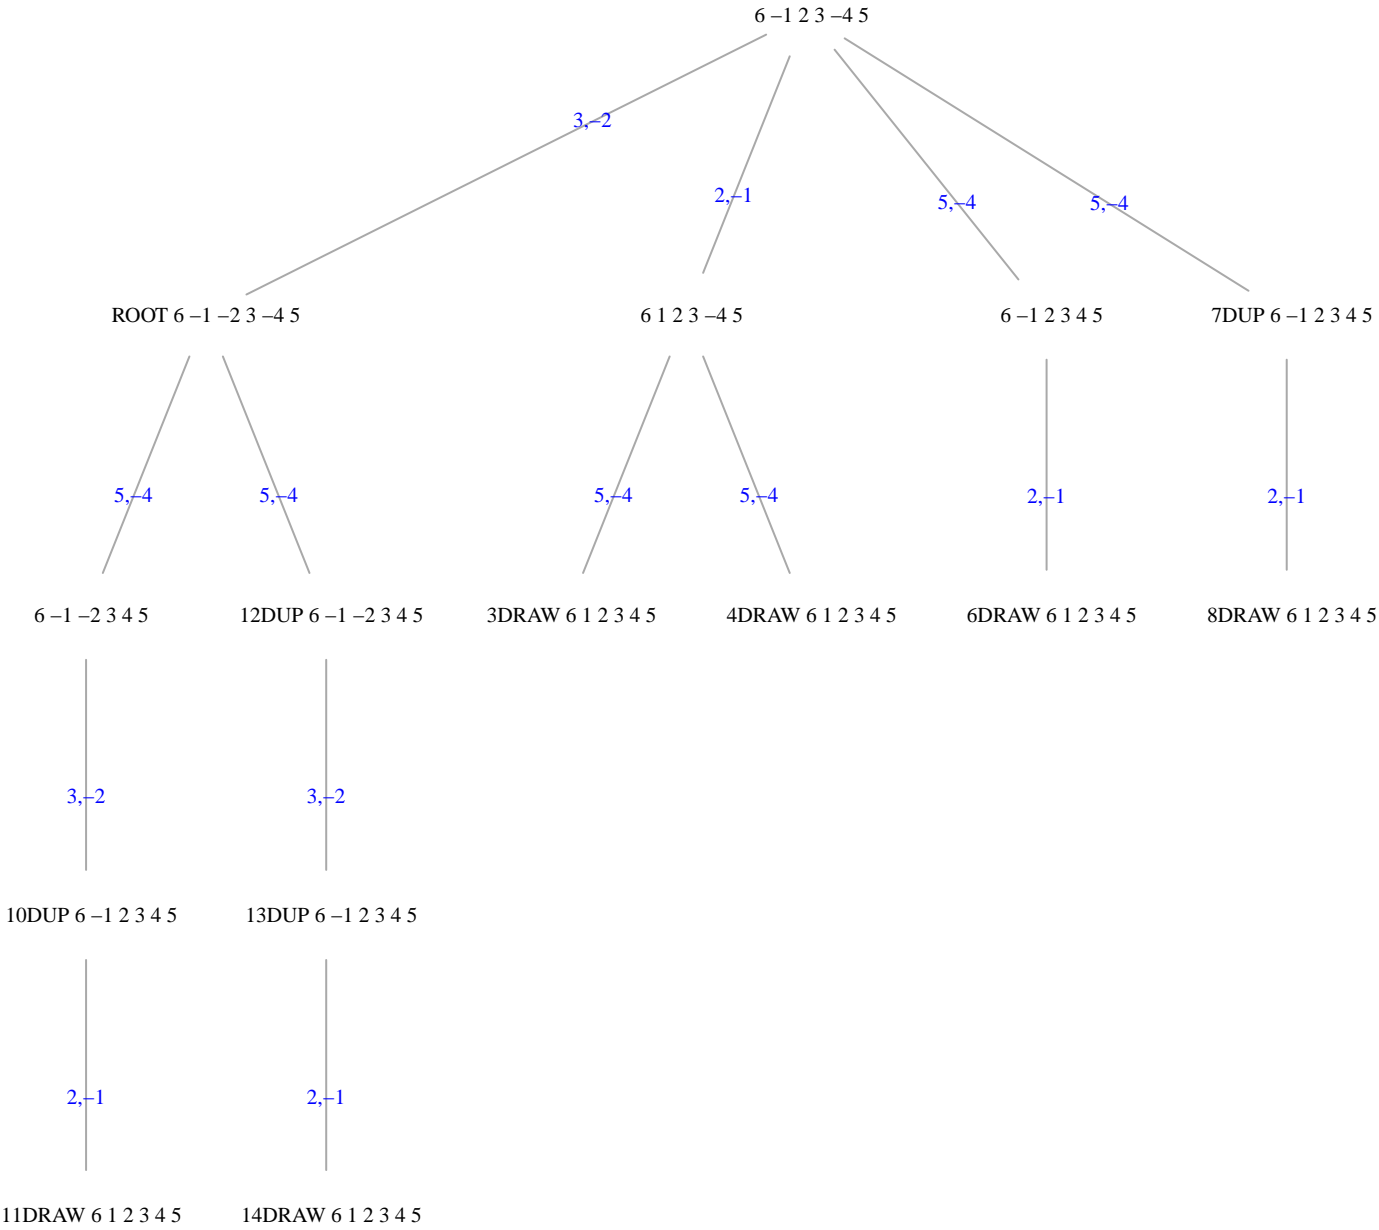 6 –1 2 3 –4 5
3,–2
2,–1
5,–4
5,–4
ROOT 6 –1 –2 3 –4 5
6 1 2 3 –4 5
6 –1 2 3 4 5
7DUP 6 –1 2 3 4 5
5,–4
5,–4
5,–4
5,–4
2,–1
2,–1
6 –1 –2 3 4 5
12DUP 6 –1 –2 3 4 5
3DRAW 6 1 2 3 4 5
4DRAW 6 1 2 3 4 5
6DRAW 6 1 2 3 4 5
8DRAW 6 1 2 3 4 5
3,–2
3,–2
10DUP 6 –1 2 3 4 5
13DUP 6 –1 2 3 4 5
2,–1
2,–1
11DRAW 6 1 2 3 4 5
14DRAW 6 1 2 3 4 5